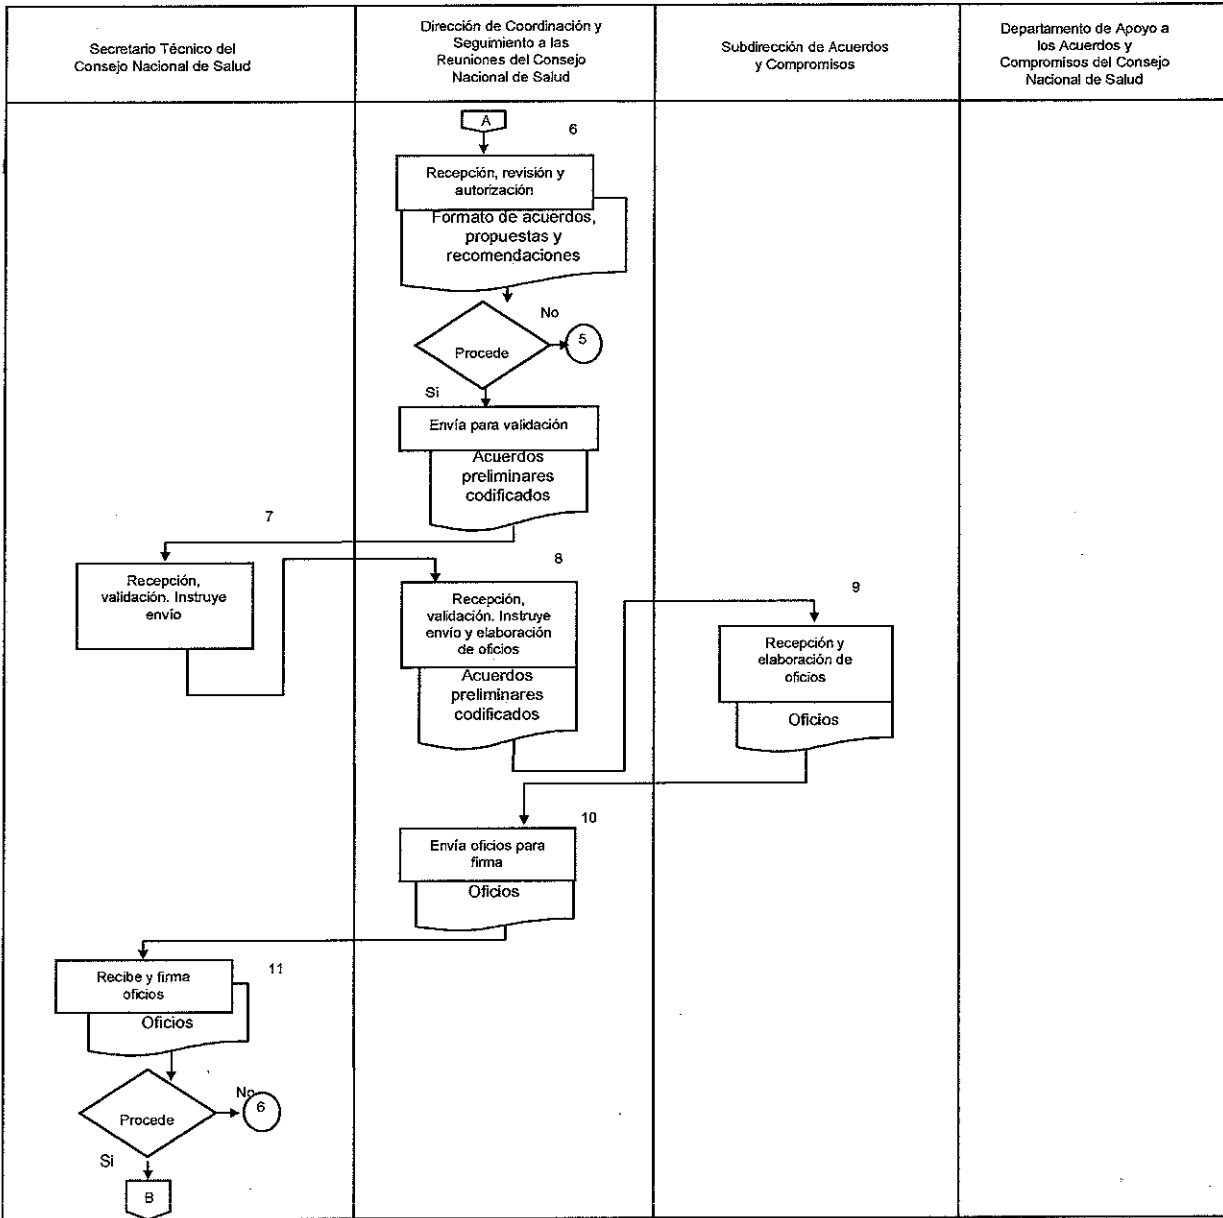 Secretario Técnico del
Consejo Nacional de Salud
Dirección de Coordinación y
Seguimiento a las
Reuniones del Consejo
Nacional de Salud
Subdirección de Acuerdos
y Compromisos
Departamento de Apoyo a
los Acuerdos y
Compromisos del Consejo
Nacional de Salud
A
6
Recepción, revisión y
autorización
Formato de acuerdos,
propuestas y
recomendaciones
No
Procede
5
Si
Envía para validación
Acuerdos
preliminares
codificados
7
Recepción,
validación. Instruye
envío
8
Recepción,
validación. Instruye
envío y elaboración
de oficios
Acuerdos
preliminares
codificados
9
Recepción y
elaboración de
oficios
Oficios
10
Envía oficios para
firma
Oficios
11
Recibe y firma
oficios
Oficios
No
Procede
6
Si
B